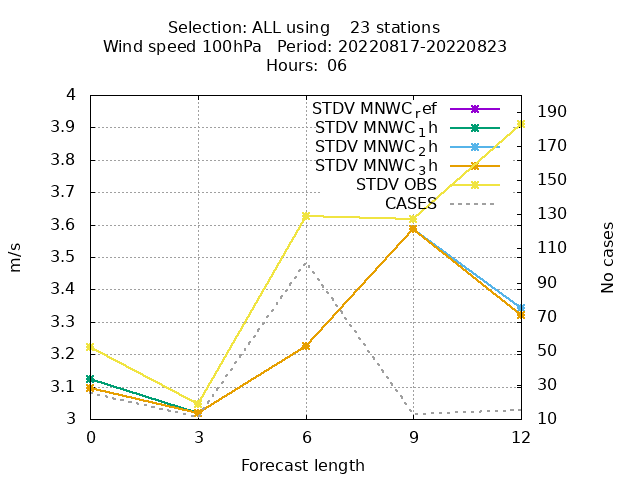 Selection: ALL using    23 stations
Wind speed 100hPa   Period: 20220817-20220823
Hours:  06
m/s
No cases
4
3.9
3.8
3.7
3.6
3.5
3.4
3.3
3.2
3.1
3
190
170
150
130
110
90
70
50
30
10
STDV MNWC_ref
STDV MNWC_1h
STDV MNWC_2h
STDV MNWC_3h
STDV OBS
CASES
0 3 6 9 12
Forecast length